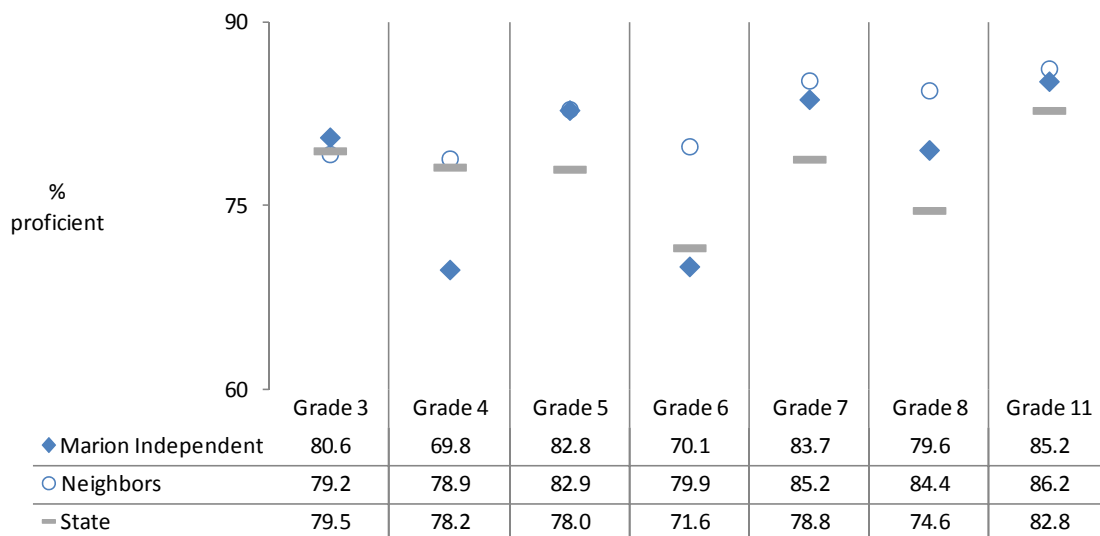 90
75
60
%
proficient
Grade 3 Grade 4 Grade 5 Grade 6 Grade 7 Grade 8 Grade 11
Marion Independent 80.6 69.8 82.8 70.1 83.7 79.6 85.2
Neighbors 79.2 78.9 82.9 79.9 85.2 84.4 86.2
State 79.5 78.2 78.0 71.6 78.8 74.6 82.8